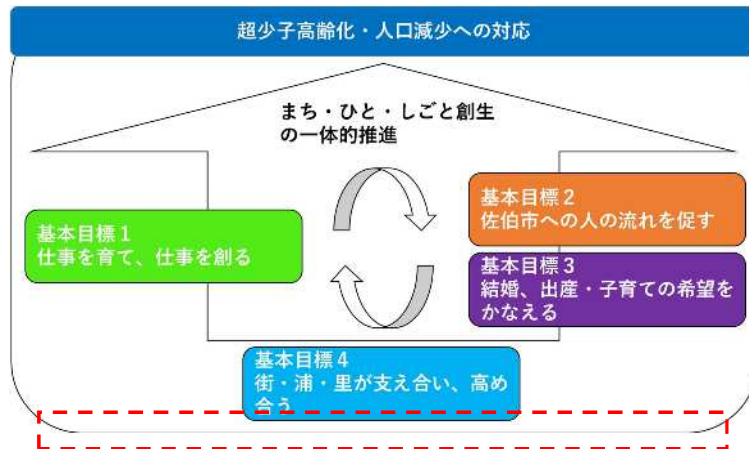 超少子高齢化・人口減少への対応
まち・ひと・しごと創生
の一体的推進
基本目標１
仕事を育て、仕事を創る
基本目標２
佐伯市への人の流れを促す
基本目標３
結婚、出産・子育ての希望を
かなえる
基本目標４
街・浦・里が支え合い、高め
合う